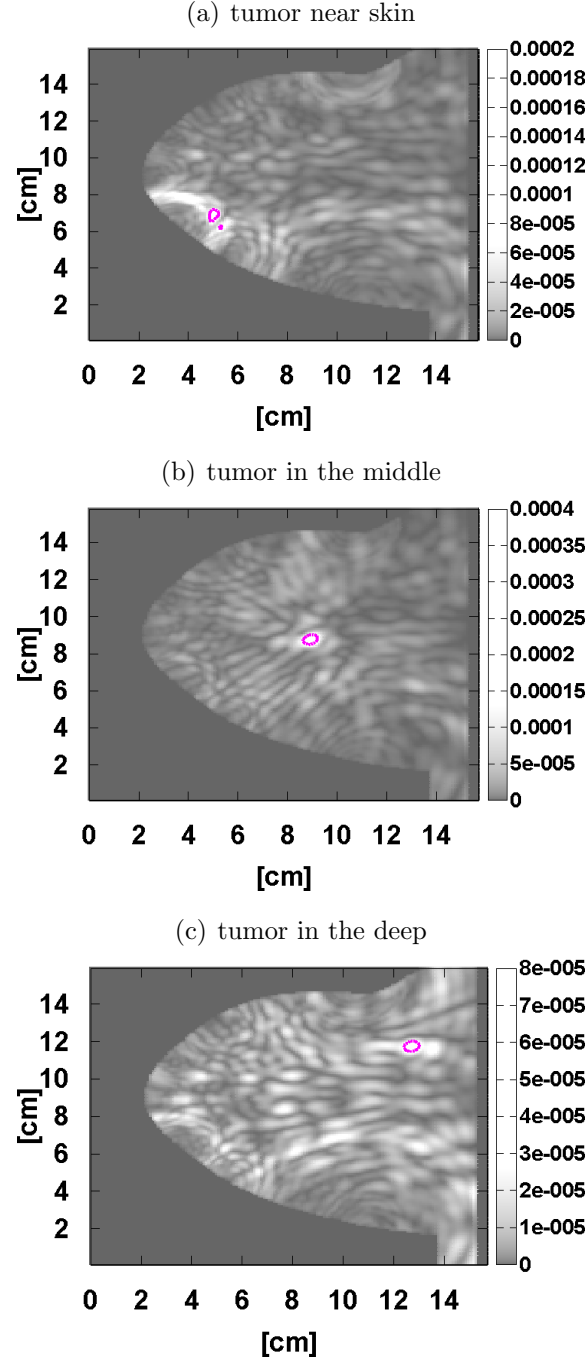 (a) tumor near skin
0.0002
0.00018
0.00016
0.00014
0.00012
0.0001
8e-005
6e-005
4e-005
2e-005
0
[cm]
14
12
10
8
6
4
2
0 2 4 6 8 10 12 14
[cm]
(b) tumor in the middle
0.0004
0.00035
0.0003
0.00025
0.0002
0.00015
0.0001
5e-005
0
[cm]
14
12
10
8
6
4
2
0 2 4 6 8 10 12 14
[cm]
(c) tumor in the deep
8e-005
7e-005
6e-005
5e-005
4e-005
3e-005
2e-005
1e-005
0
[cm]
14
12
10
8
6
4
2
0 2 4 6 8 10 12 14
[cm]